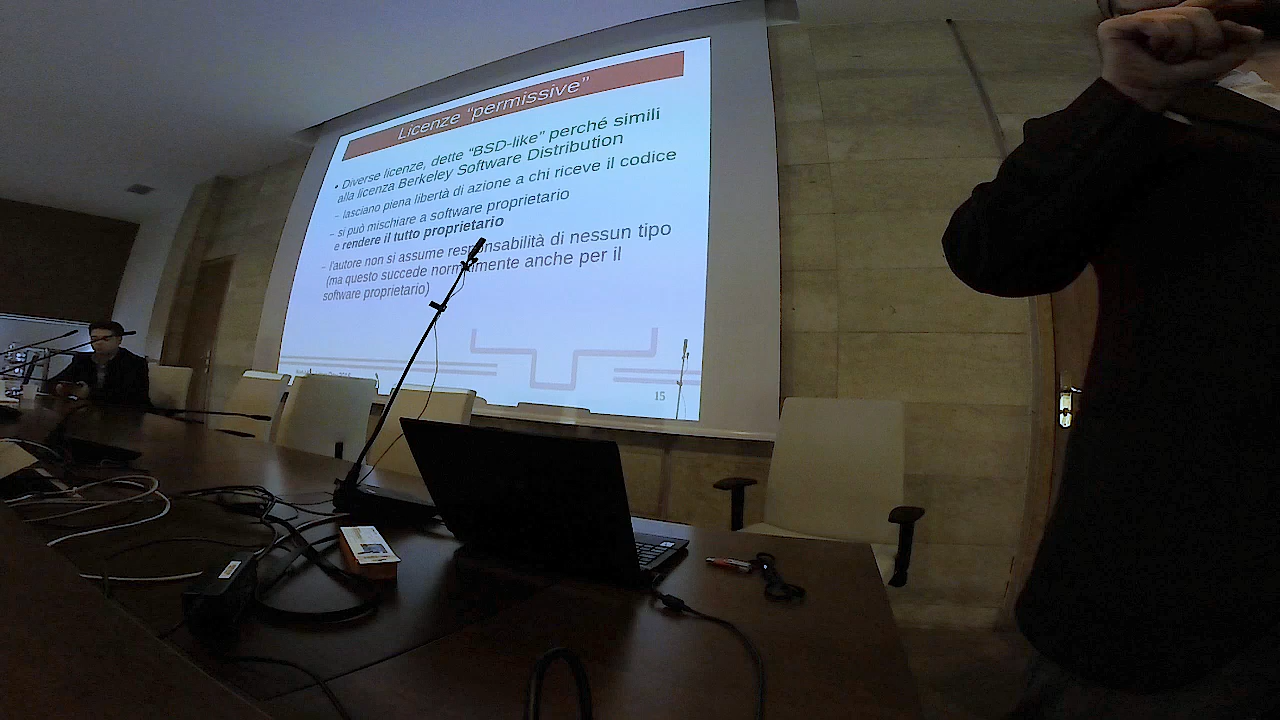 Licenze "permissive"
• Diverse licenze, dette "BSD-like" perché simili
alla licenza Berkeley Software Distribution
– lasciano piena libertà di azione a chi riceve il codice
– si può mischiare a software proprietario
e rendere il tutto proprietario
– l'autore non si assume responsabilità di nessun tipo
(ma questo succede normalmente anche per il
software proprietario)
15